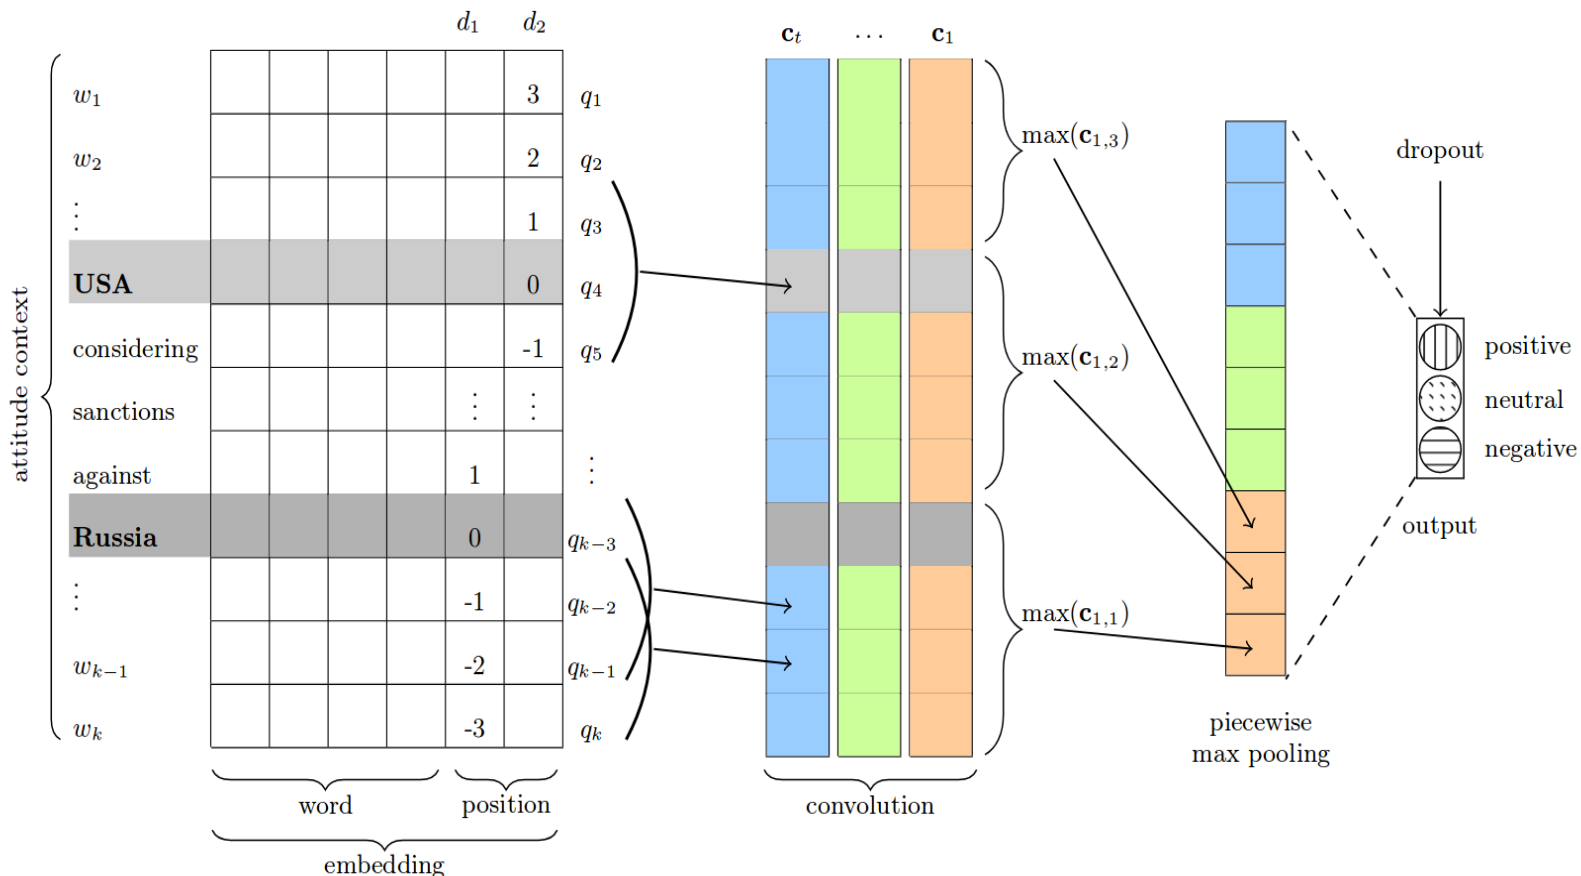 d₁ d₂
cₜ ⋯ c₁
w₁ 3 q₁
w₂ 2 q₂
⋮ 1 q₃
USA 0 q₄
considering -1 q₅
sanctions ⋮ ⋮
against 1 ⋮
Russia 0 qₖ₋₃
⋮ -1 qₖ₋₂
wₖ₋₁ -2 qₖ₋₁
wₖ -3 qₖ
attitude context
word position
embedding
convolution
max(c₁,₃)
max(c₁,₂)
max(c₁,₁)
piecewise
max pooling
dropout
positive
neutral
negative
output